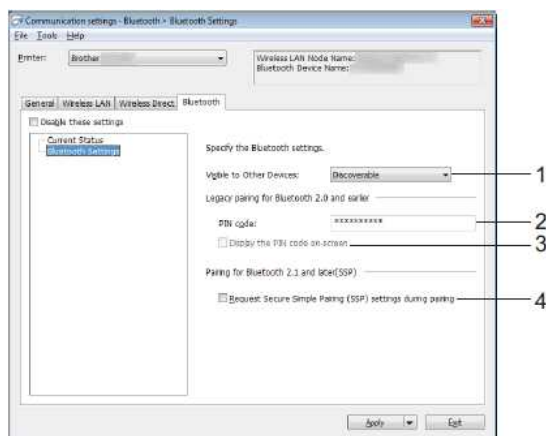 Communication settings - Bluetooth > Bluetooth Settings
File Tools Help
Printer: Brother
Wireless LAN Node Name:
Bluetooth Device Name:
General Wireless LAN Wireless Direct Bluetooth
Disable these settings
Current Status
Bluetooth Settings
Specify the Bluetooth settings.
Visible to Other Devices: Discoverable 1
Legacy pairing for Bluetooth 2.0 and earlier
PIN code: ********** 2
Display the PIN code on screen 3
Pairing for Bluetooth 2.1 and later(SSP)
Request Secure Simple Pairing (SSP) settings during pairing 4
Apply Exit